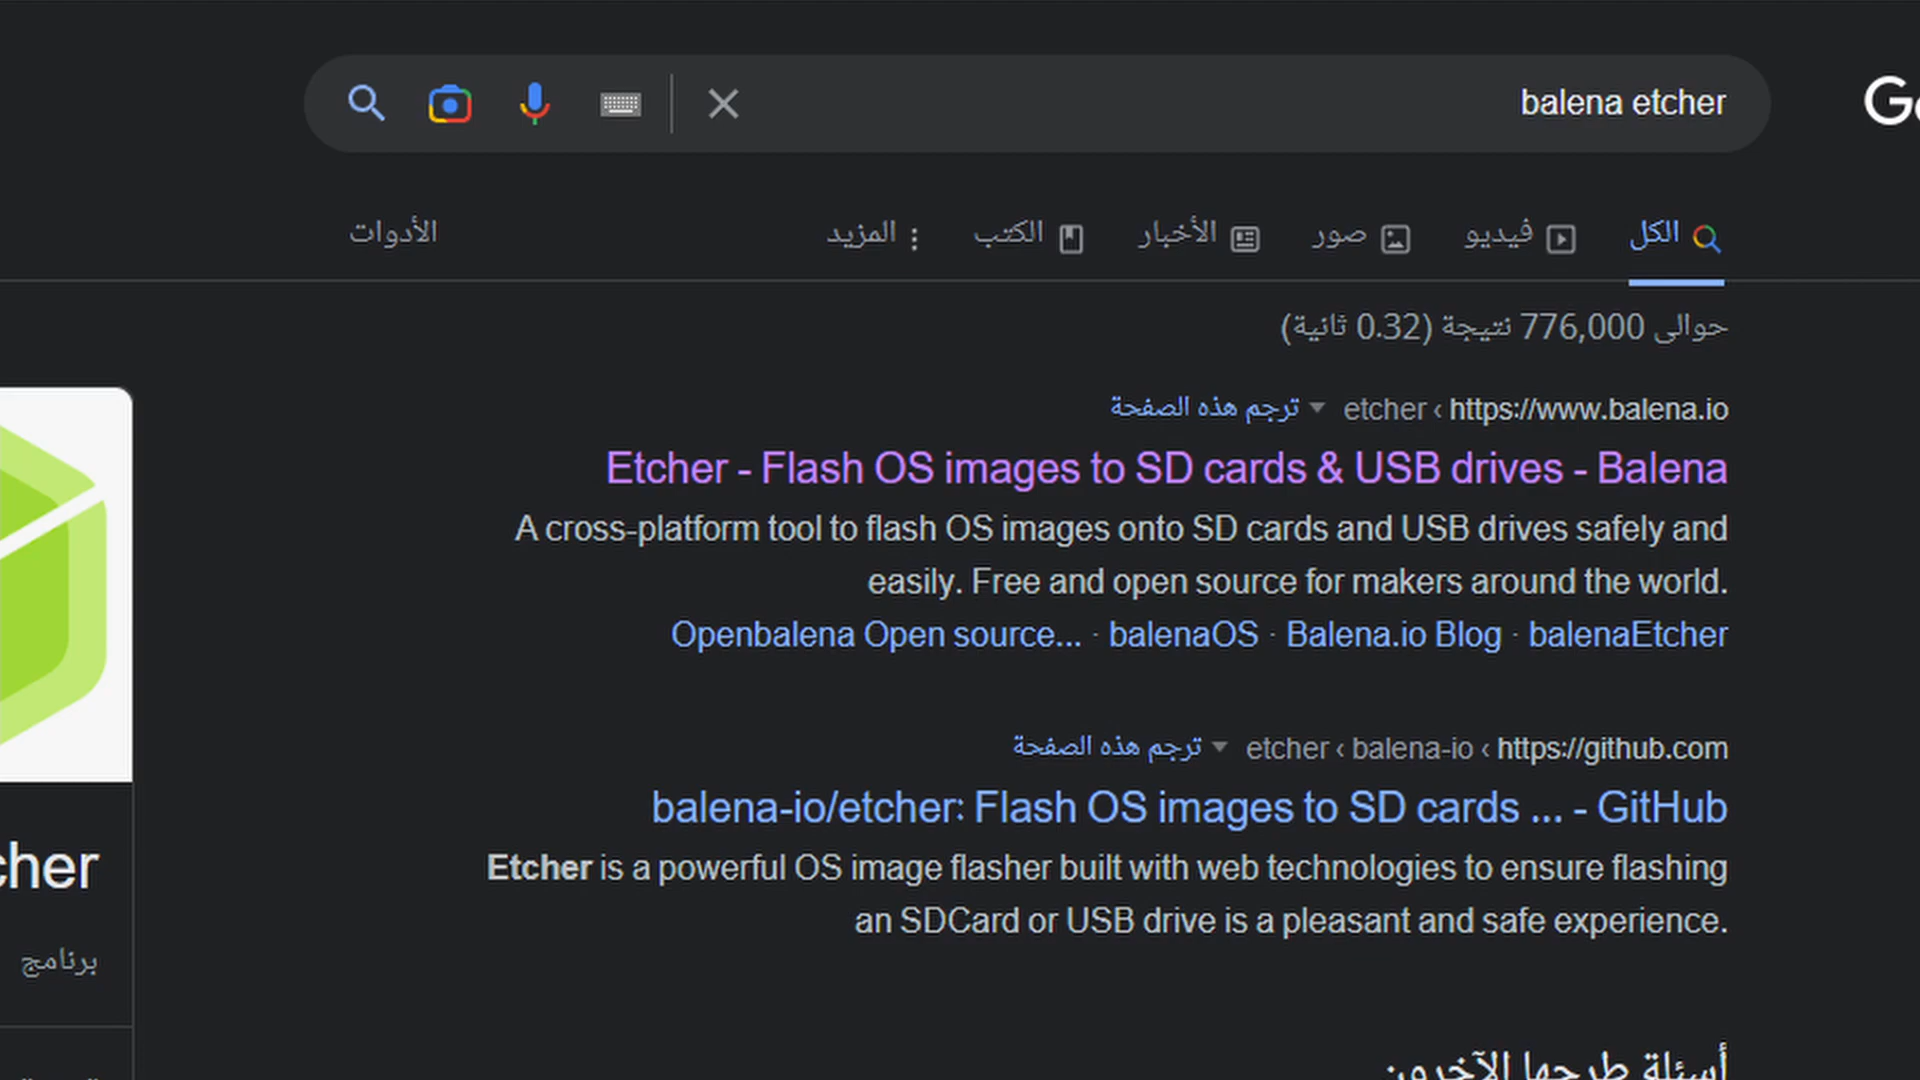 balena etcher
الكل
فيديو
صور
الأخبار
الكتب
المزيد
الأدوات
حوالى 776,000 نتيجة (0.32 ثانية)
https://www.balena.io › etcher ترجم هذه الصفحة
Etcher - Flash OS images to SD cards & USB drives - Balena
A cross-platform tool to flash OS images onto SD cards and USB drives safely and
easily. Free and open source for makers around the world.
Openbalena Open source... · balenaOS · Balena.io Blog · balenaEtcher
https://github.com › balena-io › etcher ترجم هذه الصفحة
balena-io/etcher: Flash OS images to SD cards ... - GitHub
Etcher is a powerful OS image flasher built with web technologies to ensure flashing
an SDCard or USB drive is a pleasant and safe experience.
أسئلة طرحها الآخرون
cher
برنامج